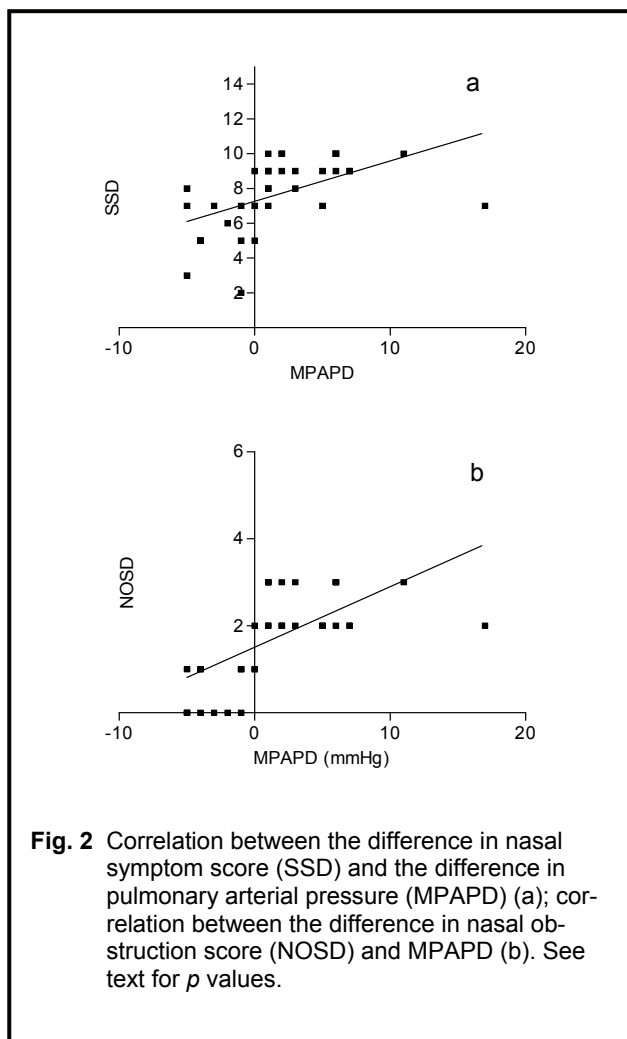 a
14
12
10
8
6
4
2
SSD
-10
0
10
20
MPAPD
b
6
4
2
NOSD
-10
0
10
20
MPAPD (mmHg)
Fig. 2 Correlation between the difference in nasal
symptom score (SSD) and the difference in
pulmonary arterial pressure (MPAPD) (a); cor-
relation between the difference in nasal ob-
struction score (NOSD) and MPAPD (b). See
text for p values.